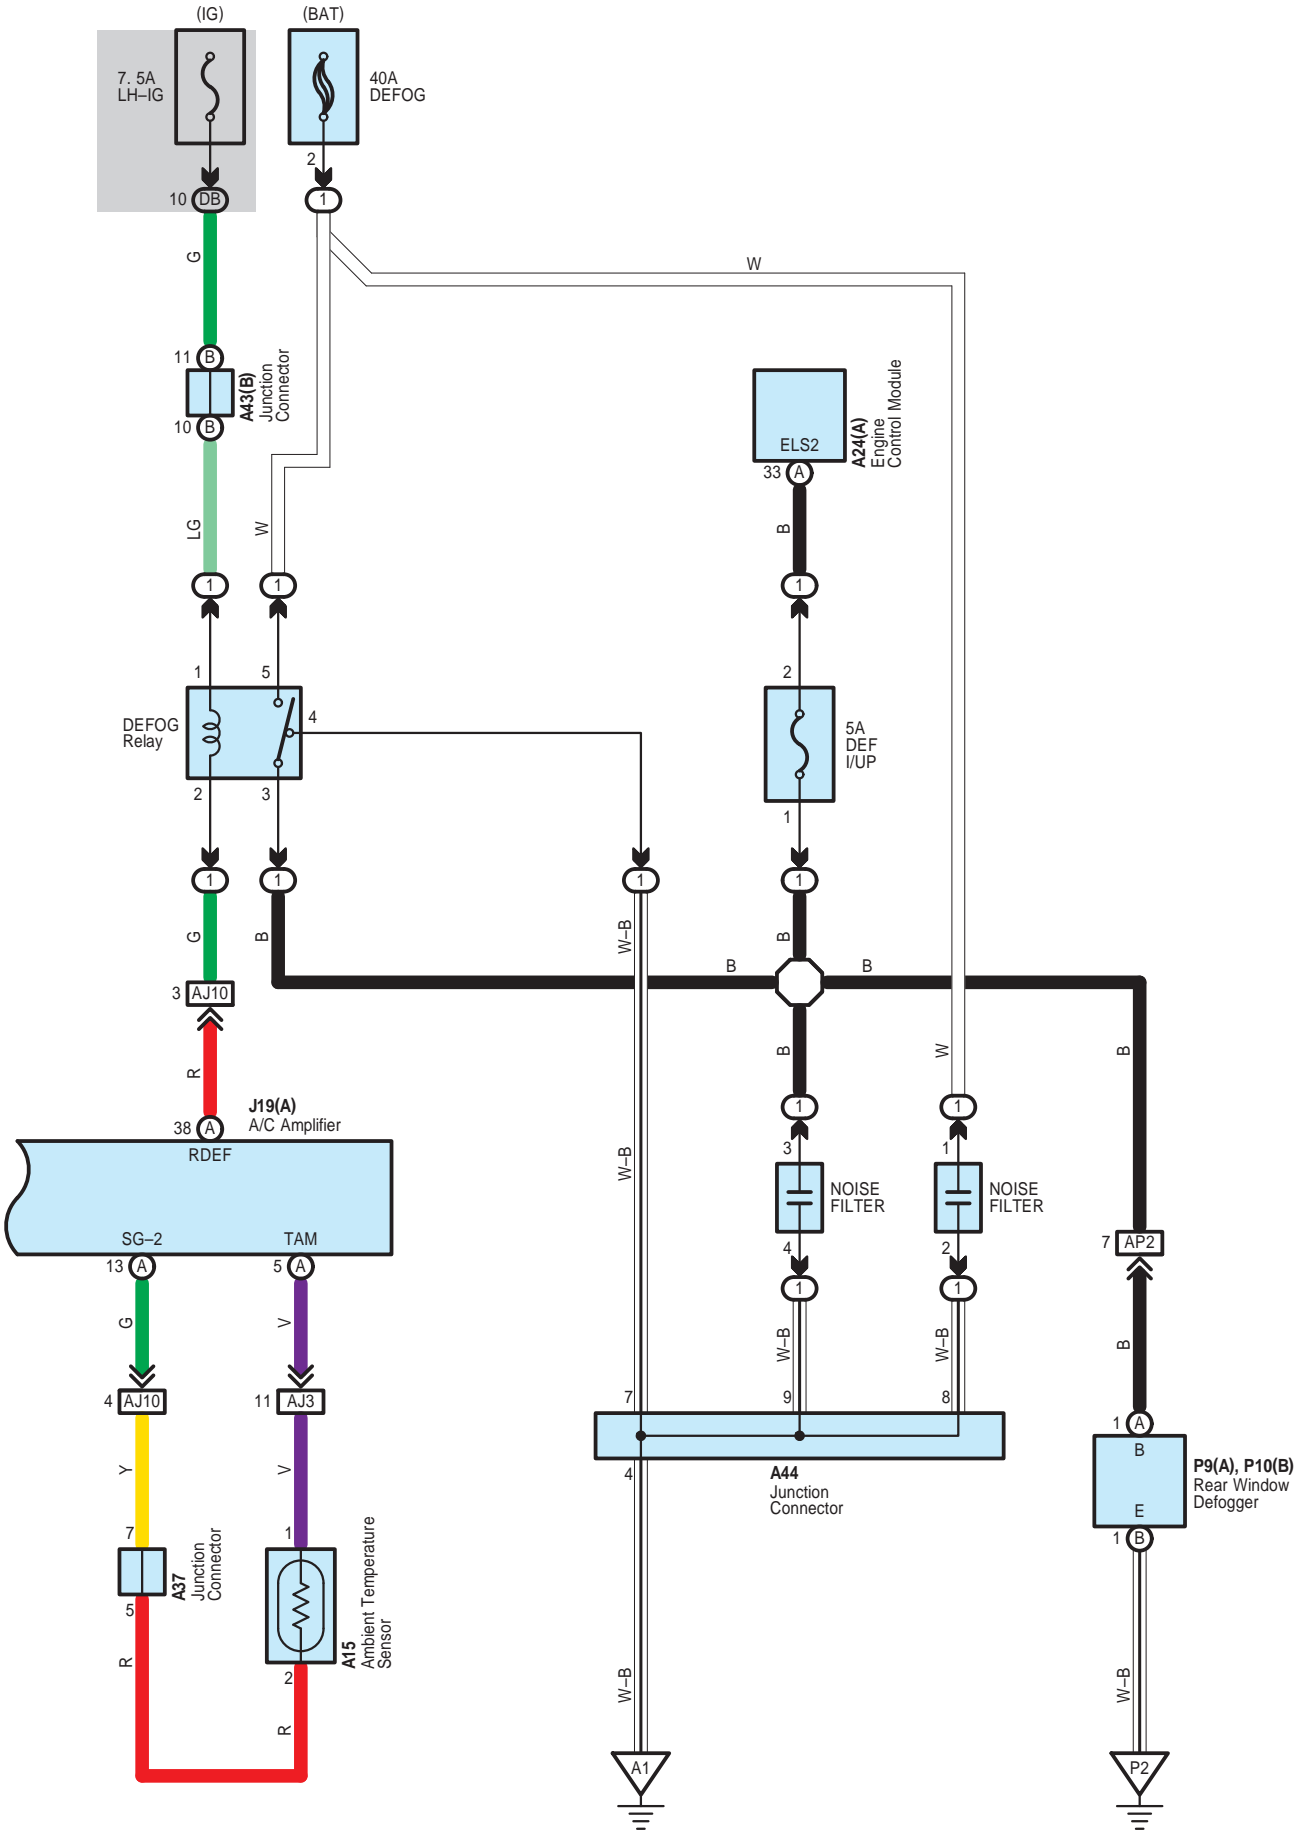 (IG)
(BAT)
7. 5A
LH–IG
40A
DEFOG
2
10 DB
1
G
W
11 B
A43(B)
Junction
Connector
10 B
ELS2
A24(A)
Engine
Control Module
33 A
LG
W
B
1
1
1
1
5
2
DEFOG
Relay
4
5A
DEF
I/UP
2
3
1
1
1
1
1
G
B
W–B
B
B
B
3 AJ10
R
B
W
B
J19(A)
A/C Amplifier
1
1
38 A
RDEF
3
1
W–B
NOISE
FILTER
NOISE
FILTER
SG–2
TAM
4
2
7 AP2
13 A
5 A
1
1
G
V
W–B
W–B
B
4 AJ10
11 AJ3
7
9
8
1 A
B
P9(A), P10(B)
Rear Window
Defogger
E
1 B
Y
V
4
A44
Junction
Connector
7
1
A37
Junction
Connector
5
A15
Ambient Temperature
Sensor
2
R
R
W–B
W–B
A1
P2